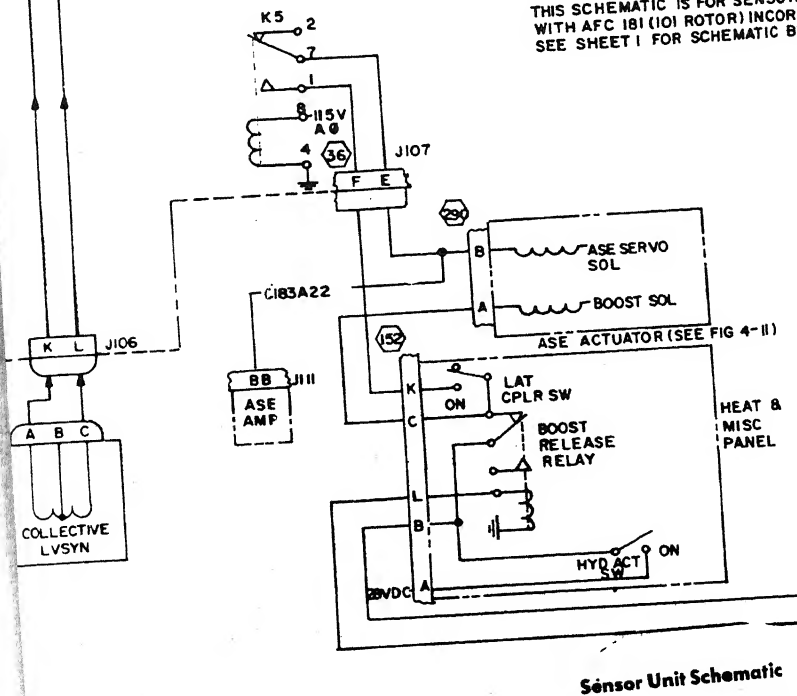 THIS SCHEMATIC IS FOR
WITH AFC 181 (101 ROTOR)
SEE SHEET 1 FOR SCHEMATIC
K5
2
7
1
8
115V
A Ø
4
36
J107
F E
290
B
ASE SERVO
SOL
C183A22
A
BOOST SOL
ASE ACTUATOR (SEE FIG 4-11)
K L
J106
152
BB
J111
ASE
AMP
K
LAT
CPLR SW
ON
C
BOOST
RELEASE
RELAY
HEAT &
MISC
PANEL
A B C
L
B
COLLECTIVE
LVSYN
ON
HYD ACT
SW
28VDC
A
Sensor Unit Schematic